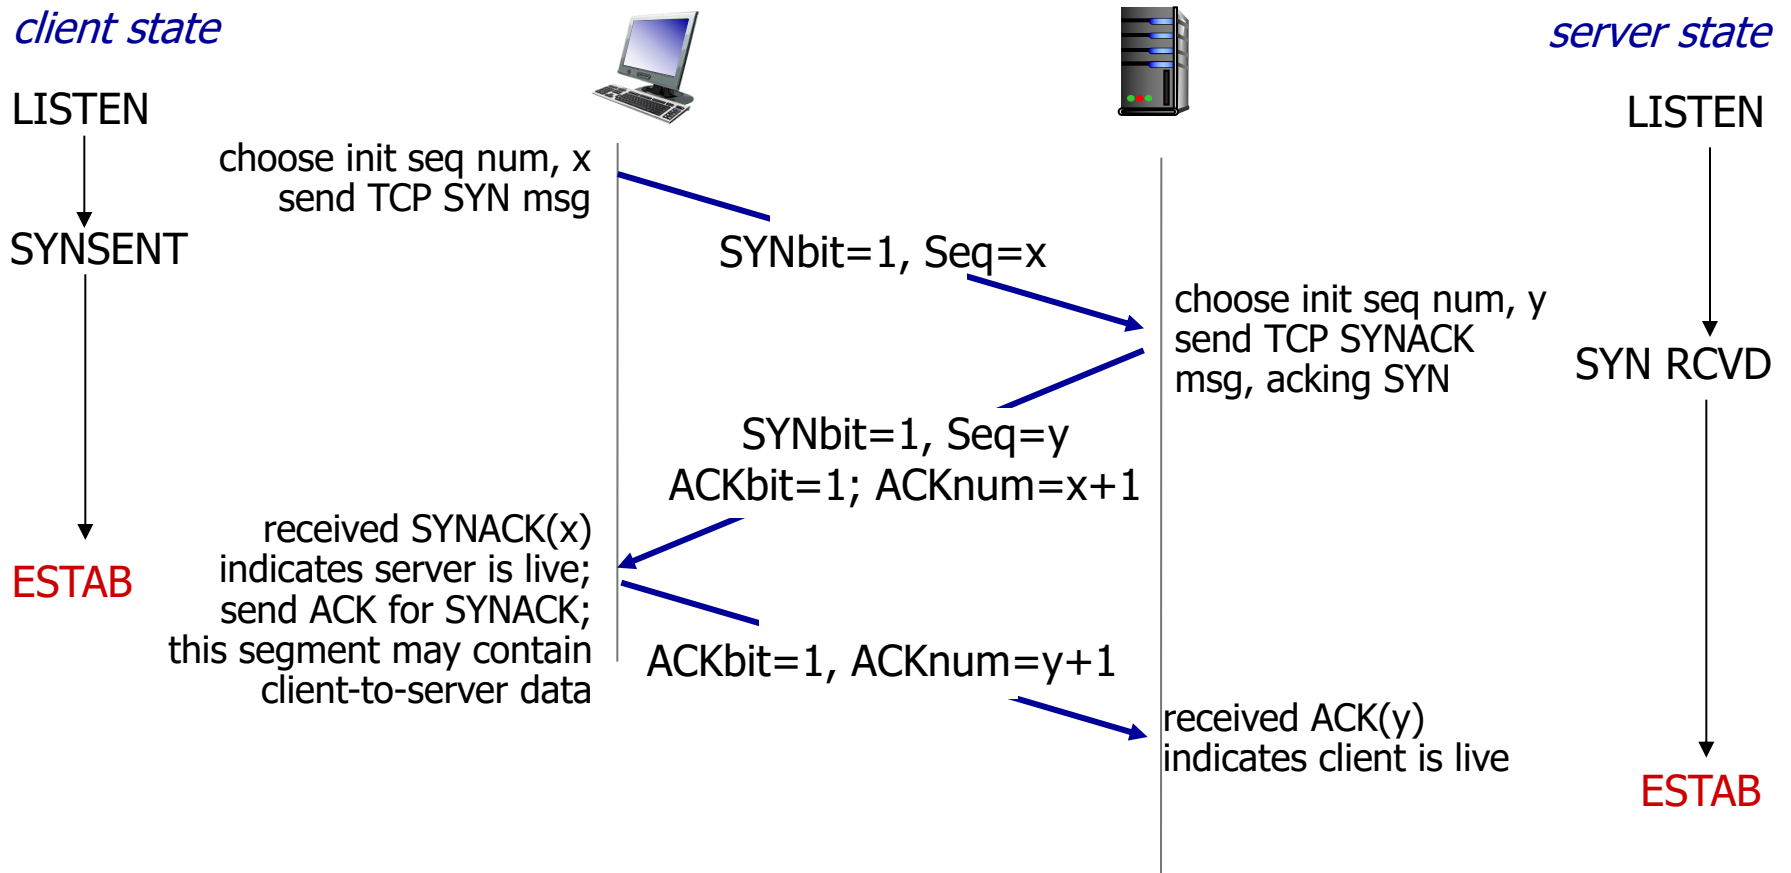 client state
server state
LISTEN
LISTEN
choose init seq num, x
send TCP SYN msg
SYNSENT
SYNbit=1, Seq=x
choose init seq num, y
send TCP SYNACK
msg, acking SYN
SYN RCVD
SYNbit=1, Seq=y
ACKbit=1; ACKnum=x+1
received SYNACK(x)
indicates server is live;
send ACK for SYNACK;
this segment may contain
client-to-server data
ESTAB
ACKbit=1, ACKnum=y+1
received ACK(y)
indicates client is live
ESTAB